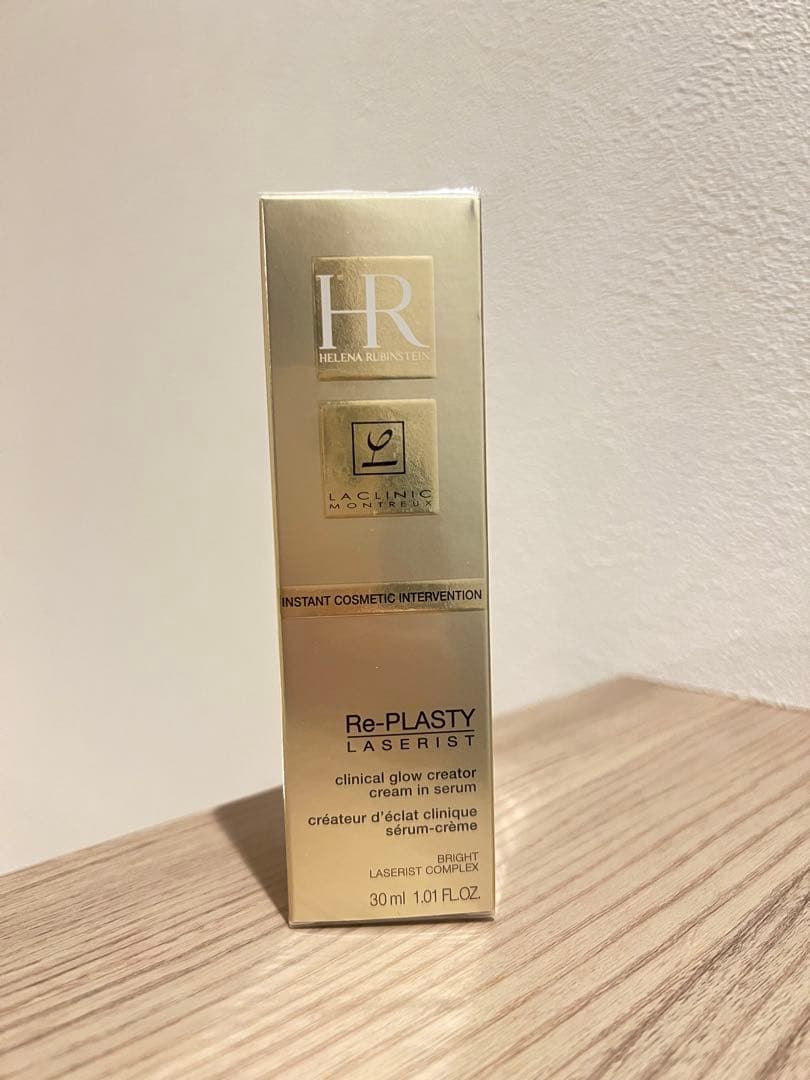 HR
HELENA RUBINSTEIN
LACLINIC
MONTREUX
INSTANT COSMETIC INTERVENTION
Re-PLASTY
LASERIST
clinical glow creator
cream in serum
créateur d'éclat clinique
sérum-crème
BRIGHT
LASERIST COMPLEX
30 ml 1.01 FL.OZ.